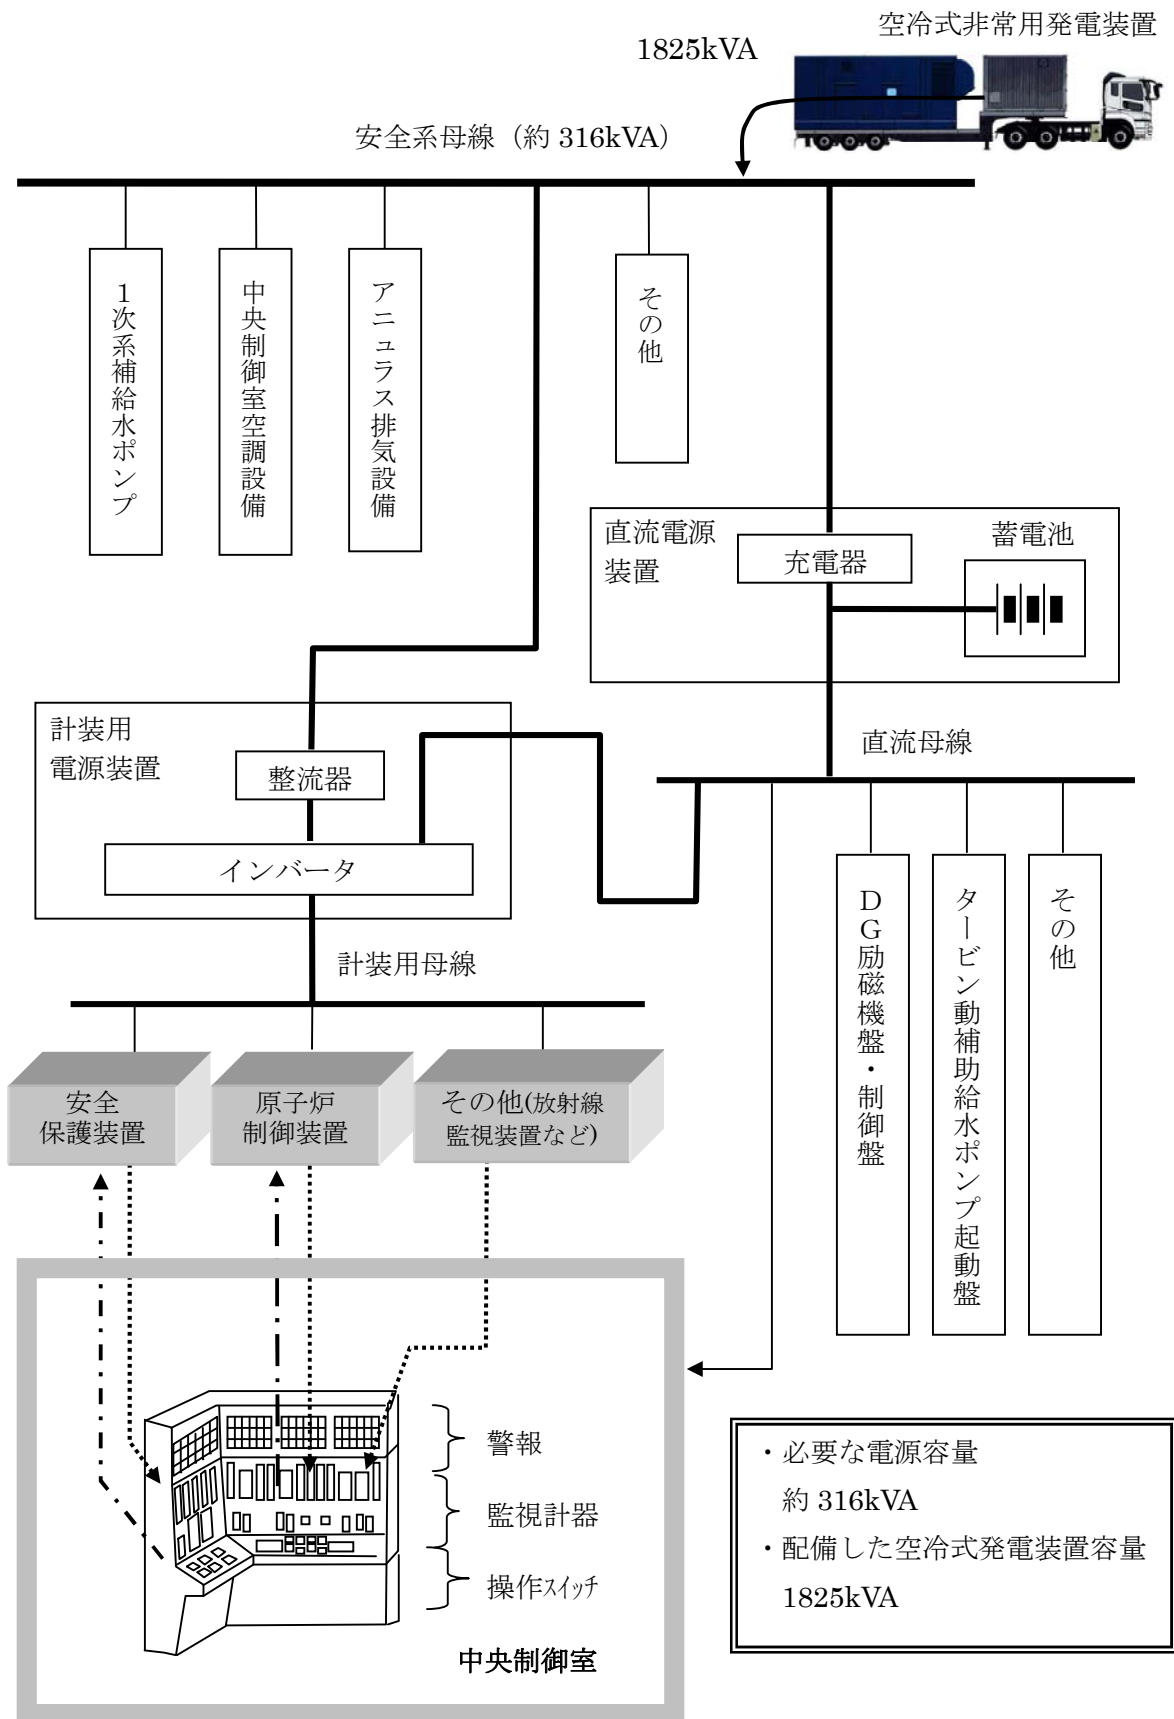 空冷式非常用発電装置
1825kVA
安全系母線（約 316kVA）
1次系補給水ポンプ
中央制御室空調設備
アニュラス排気設備
その他
直流電源
装置
充電器
蓄電池
計装用
電源装置
整流器
インバータ
直流母線
計装用母線
DG励磁機盤・制御盤
タービン動補助給水ポンプ起動盤
その他
安全
保護装置
原子炉
制御装置
その他(放射線
監視装置など)
警報
監視計器
操作ｽｲｯﾁ
中央制御室
・必要な電源容量
約 316kVA
・配備した空冷式発電装置容量
1825kVA